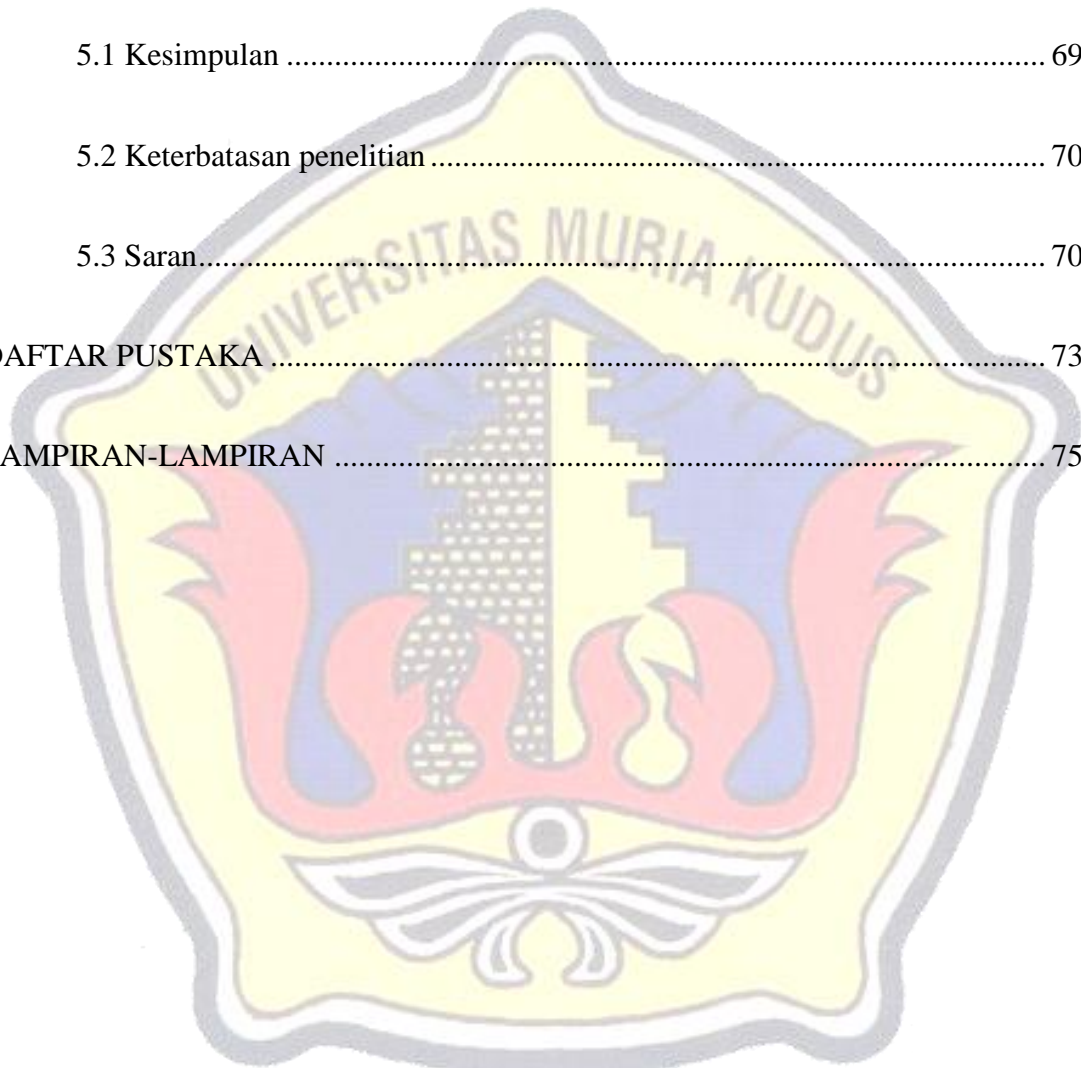 5.1 Kesimpulan ................................................................................................ 69
5.2 Keterbatasan penelitian .............................................................................. 70
5.3 Saran ........................................................................................................... 70
DAFTAR PUSTAKA .................................................................................................. 73
LAMPIRAN-LAMPIRAN .......................................................................................... 75
UNIVERSITAS MURIA KUDUS